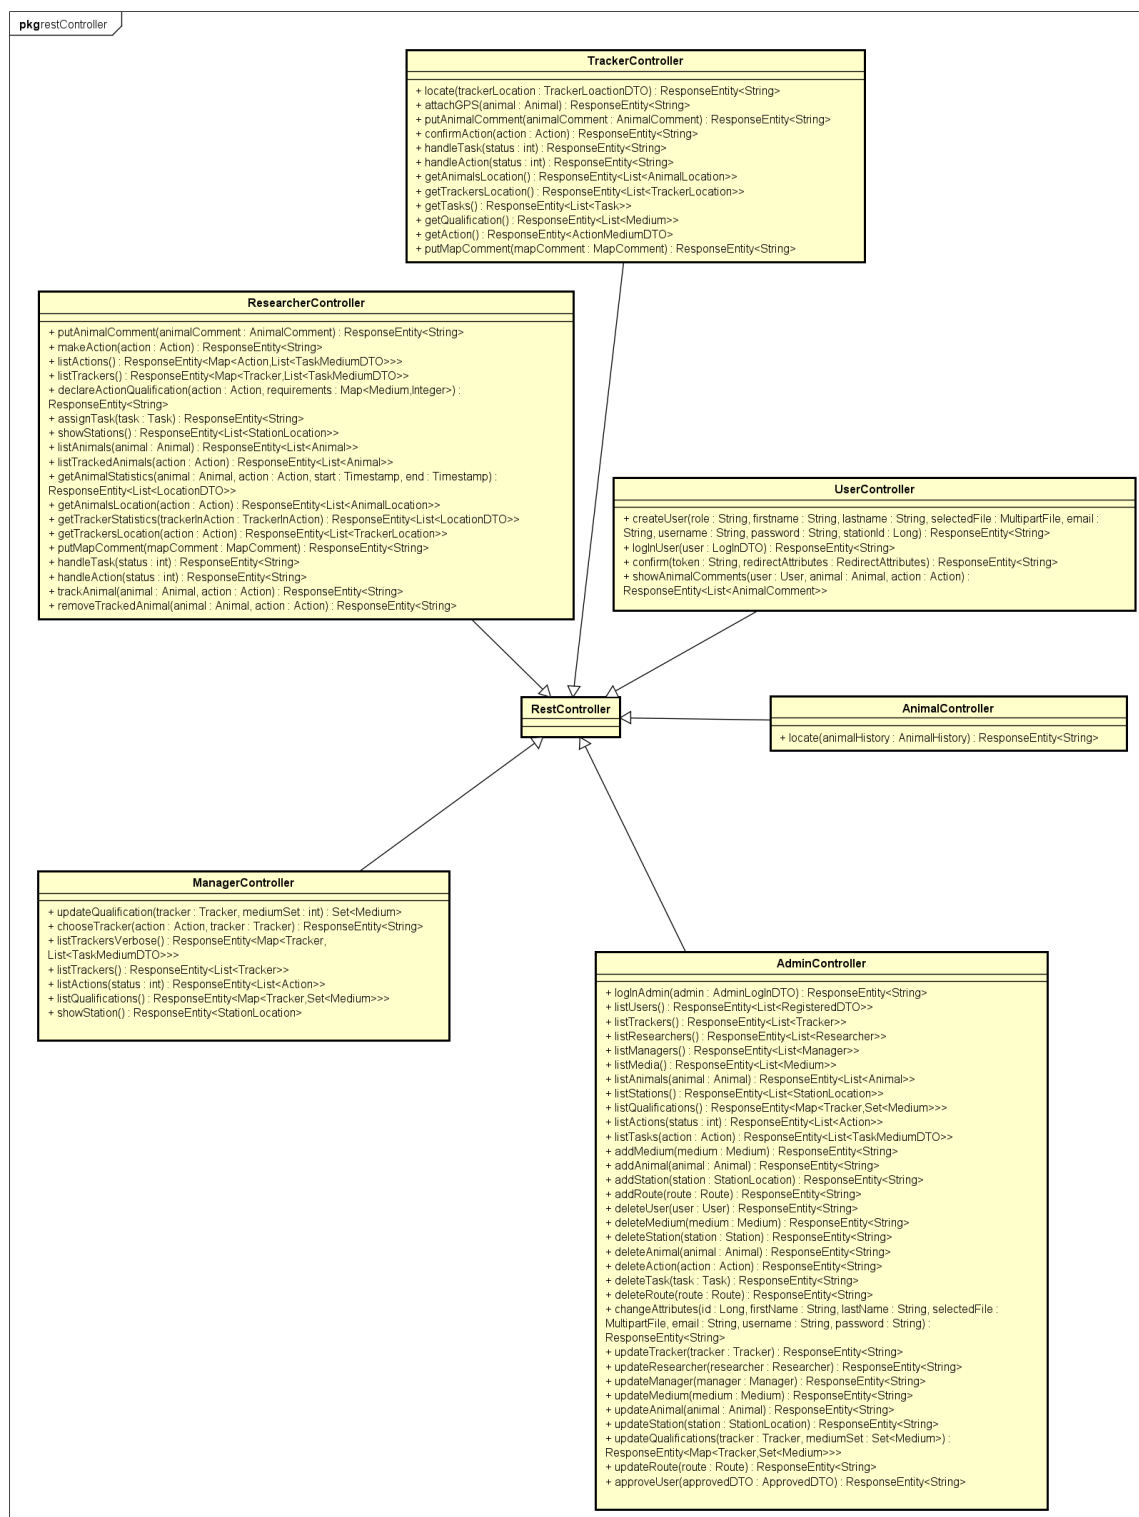 pkg restController
TrackerController
+ locate(trackerLocation : TrackerLoactionDTO) : ResponseEntity<String>
+ attachGPS(animal : Animal) : ResponseEntity<String>
+ putAnimalComment(animalComment : AnimalComment) : ResponseEntity<String>
+ confirmAction(action : Action) : ResponseEntity<String>
+ handleTask(status : int) : ResponseEntity<String>
+ handleAction(status : int) : ResponseEntity<String>
+ getAnimalsLocation() : ResponseEntity<List<AnimalLocation>>
+ getTrackersLocation() : ResponseEntity<List<TrackerLocation>>
+ getTasks() : ResponseEntity<List<Task>>
+ getQualification() : ResponseEntity<List<Medium>>
+ getAction() : ResponseEntity<ActionMediumDTO>
+ putMapComment(mapComment : MapComment) : ResponseEntity<String>
ResearcherController
+ putAnimalComment(animalComment : AnimalComment) : ResponseEntity<String>
+ makeAction(action : Action) : ResponseEntity<String>
+ listActions() : ResponseEntity<Map<Action,List<TaskMediumDTO>>>
+ listTrackers() : ResponseEntity<Map<Tracker,List<TaskMediumDTO>>
+ declareActionQualification(action : Action, requirements : Map<Medium,Integer>) :
ResponseEntity<String>
+ assignTask(task : Task) : ResponseEntity<String>
+ showStations() : ResponseEntity<List<StationLocation>>
+ listAnimals(animal : Animal) : ResponseEntity<List<Animal>>
+ listTrackedAnimals(action : Action) : ResponseEntity<List<Animal>
+ getAnimalStatistics(animal : Animal, action : Action, start : Timestamp, end : Timestamp) :
ResponseEntity<List<LocationDTO>>
+ getAnimalsLocation(action : Action) : ResponseEntity<List<AnimalLocation>>
+ getTrackerStatistics(trackerInAction : TrackerInAction) : ResponseEntity<List<LocationDTO>>
+ getTrackersLocation(action : Action) : ResponseEntity<List<TrackerLocation>>
+ putMapComment(mapComment : MapComment) : ResponseEntity<String>
+ handleTask(status : int) : ResponseEntity<String>
+ handleAction(status : int) : ResponseEntity<String>
+ trackAnimal(animal : Animal, action : Action) : ResponseEntity<String>
+ removeTrackedAnimal(animal : Animal, action : Action) : ResponseEntity<String>
UserController
+ createUser(role : String, firstname : String, lastname : String, selectedFile : MultipartFile, email :
String, username : String, password : String, stationId : Long) : ResponseEntity<String>
+ logInUser(user : LogInDTO) : ResponseEntity<String>
+ confirm(token : String, redirectAttributes : RedirectAttributes) : ResponseEntity<String>
+ showAnimalComments(user : User, animal : Animal, action : Action) :
ResponseEntity<List<AnimalComment>>
RestController
AnimalController
+ locate(animalHistory : AnimalHistory) : ResponseEntity<String>
ManagerController
+ updateQualification(tracker : Tracker, mediumSet : int) : Set<Medium>
+ chooseTracker(action : Action, tracker : Tracker) : ResponseEntity<String>
+ listTrackersVerbose() : ResponseEntity<Map<Tracker,
List<TaskMediumDTO>>>
+ listTrackers() : ResponseEntity<List<Tracker>>
+ listActions(status : int) : ResponseEntity<List<Action>>
+ listQualifications() : ResponseEntity<Map<Tracker,Set<Medium>>>
+ showStation() : ResponseEntity<StationLocation>
AdminController
+ logInAdmin(admin : AdminLogInDTO) : ResponseEntity<String>
+ listUsers() : ResponseEntity<List<RegisteredDTO>>
+ listTrackers() : ResponseEntity<List<Tracker>>
+ listResearchers() : ResponseEntity<List<Researcher>>
+ listManagers() : ResponseEntity<List<Manager>>
+ listMedia() : ResponseEntity<List<Medium>>
+ listAnimals(animal : Animal) : ResponseEntity<List<Animal>>
+ listStations() : ResponseEntity<List<StationLocation>>
+ listQualifications() : ResponseEntity<Map<Tracker,Set<Medium>>>
+ listActions(status : int) : ResponseEntity<List<Action>>
+ listTasks(action : Action) : ResponseEntity<List<TaskMediumDTO>>
+ addMedium(medium : Medium) : ResponseEntity<String>
+ addAnimal(animal : Animal) : ResponseEntity<String>
+ addStation(station : StationLocation) : ResponseEntity<String>
+ addRoute(route : Route) : ResponseEntity<String>
+ deleteUser(user : User) : ResponseEntity<String>
+ deleteMedium(medium : Medium) : ResponseEntity<String>
+ deleteStation(station : Station) : ResponseEntity<String>
+ deleteAnimal(animal : Animal) : ResponseEntity<String>
+ deleteAction(action : Action) : ResponseEntity<String>
+ deleteTask(task : Task) : ResponseEntity<String>
+ deleteRoute(route : Route) : ResponseEntity<String>
+ changeAttributes(id : Long, firstName : String, lastName : String, selectedFile :
MultipartFile, email : String, username : String, password : String) :
ResponseEntity<String>
+ updateTracker(tracker : Tracker) : ResponseEntity<String>
+ updateResearcher(researcher : Researcher) : ResponseEntity<String>
+ updateManager(manager : Manager) : ResponseEntity<String>
+ updateMedium(medium : Medium) : ResponseEntity<String>
+ updateAnimal(animal : Animal) : ResponseEntity<String>
+ updateStation(station : StationLocation) : ResponseEntity<String>
+ updateQualifications(tracker : Tracker, mediumSet : Set<Medium>) :
ResponseEntity<Map<Tracker,Set<Medium>>>
+ updateRoute(route : Route) : ResponseEntity<String>
+ approveUser(approvedDTO : ApprovedDTO) : ResponseEntity<String>